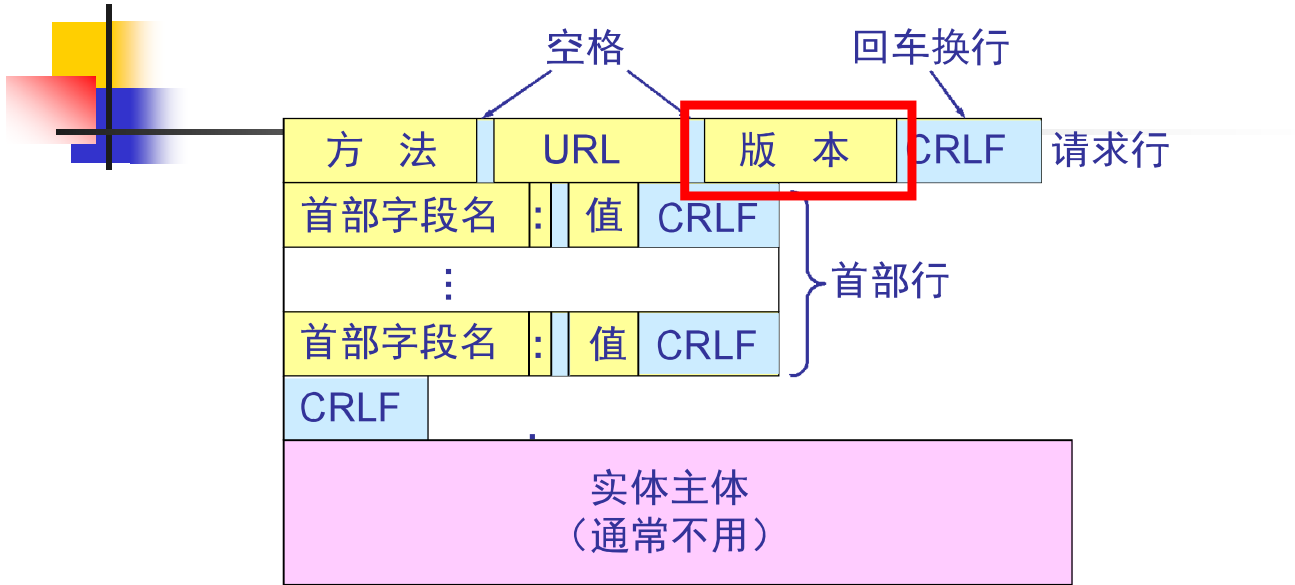 空格 回车换行
方 法 URL 版 本 CRLF 请求行
首部字段名 : 值 CRLF
⋮ 首部行
首部字段名 : 值 CRLF
CRLF
实体主体
（通常不用）